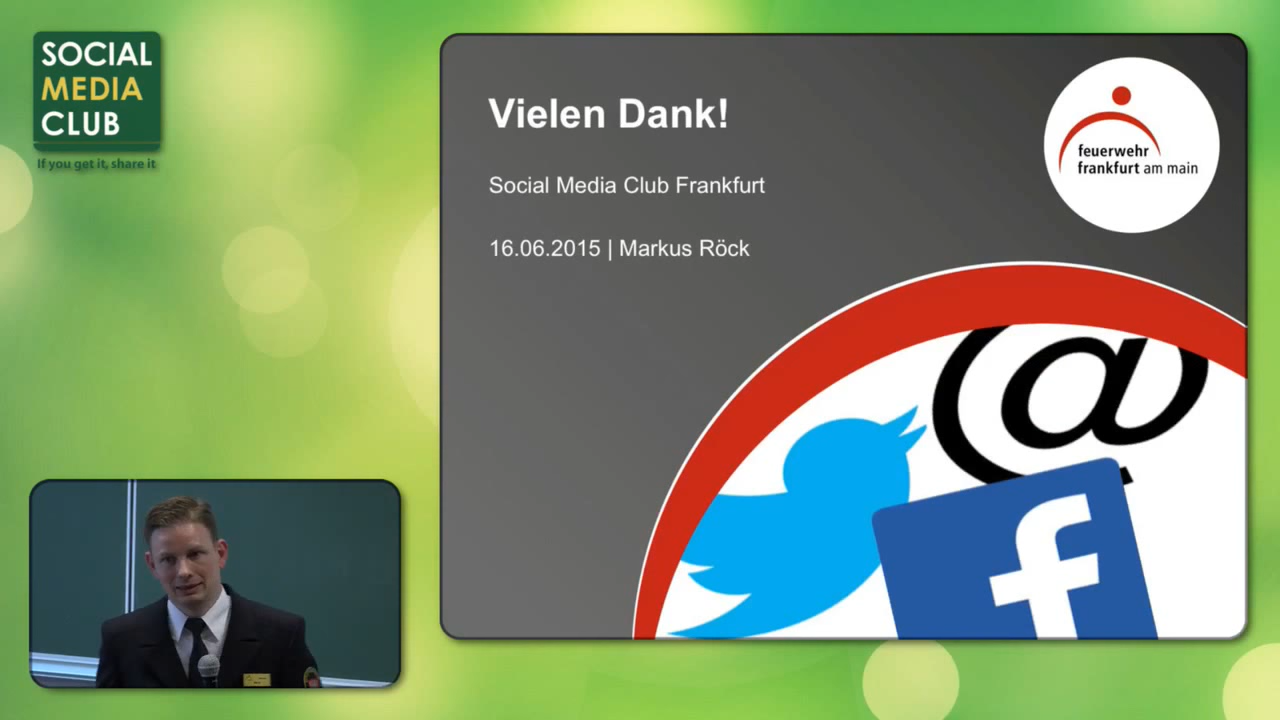 SOCIAL
MEDIA
CLUB
If you get it, share it
Vielen Dank!
Social Media Club Frankfurt
16.06.2015 | Markus Röck
feuerwehr
frankfurt am main
@
f